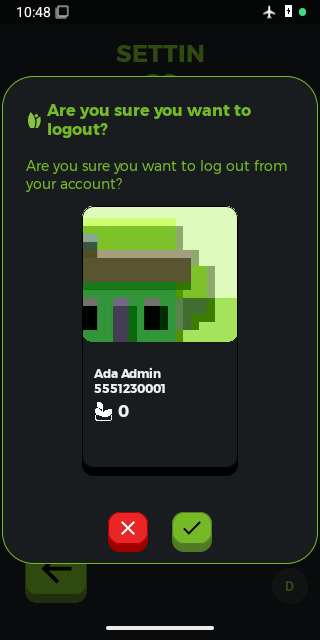 10:48
SETTIN
Are you sure you want to
logout?
Are you sure you want to log out from
your account?
Ada Admin
5551230001
0
D